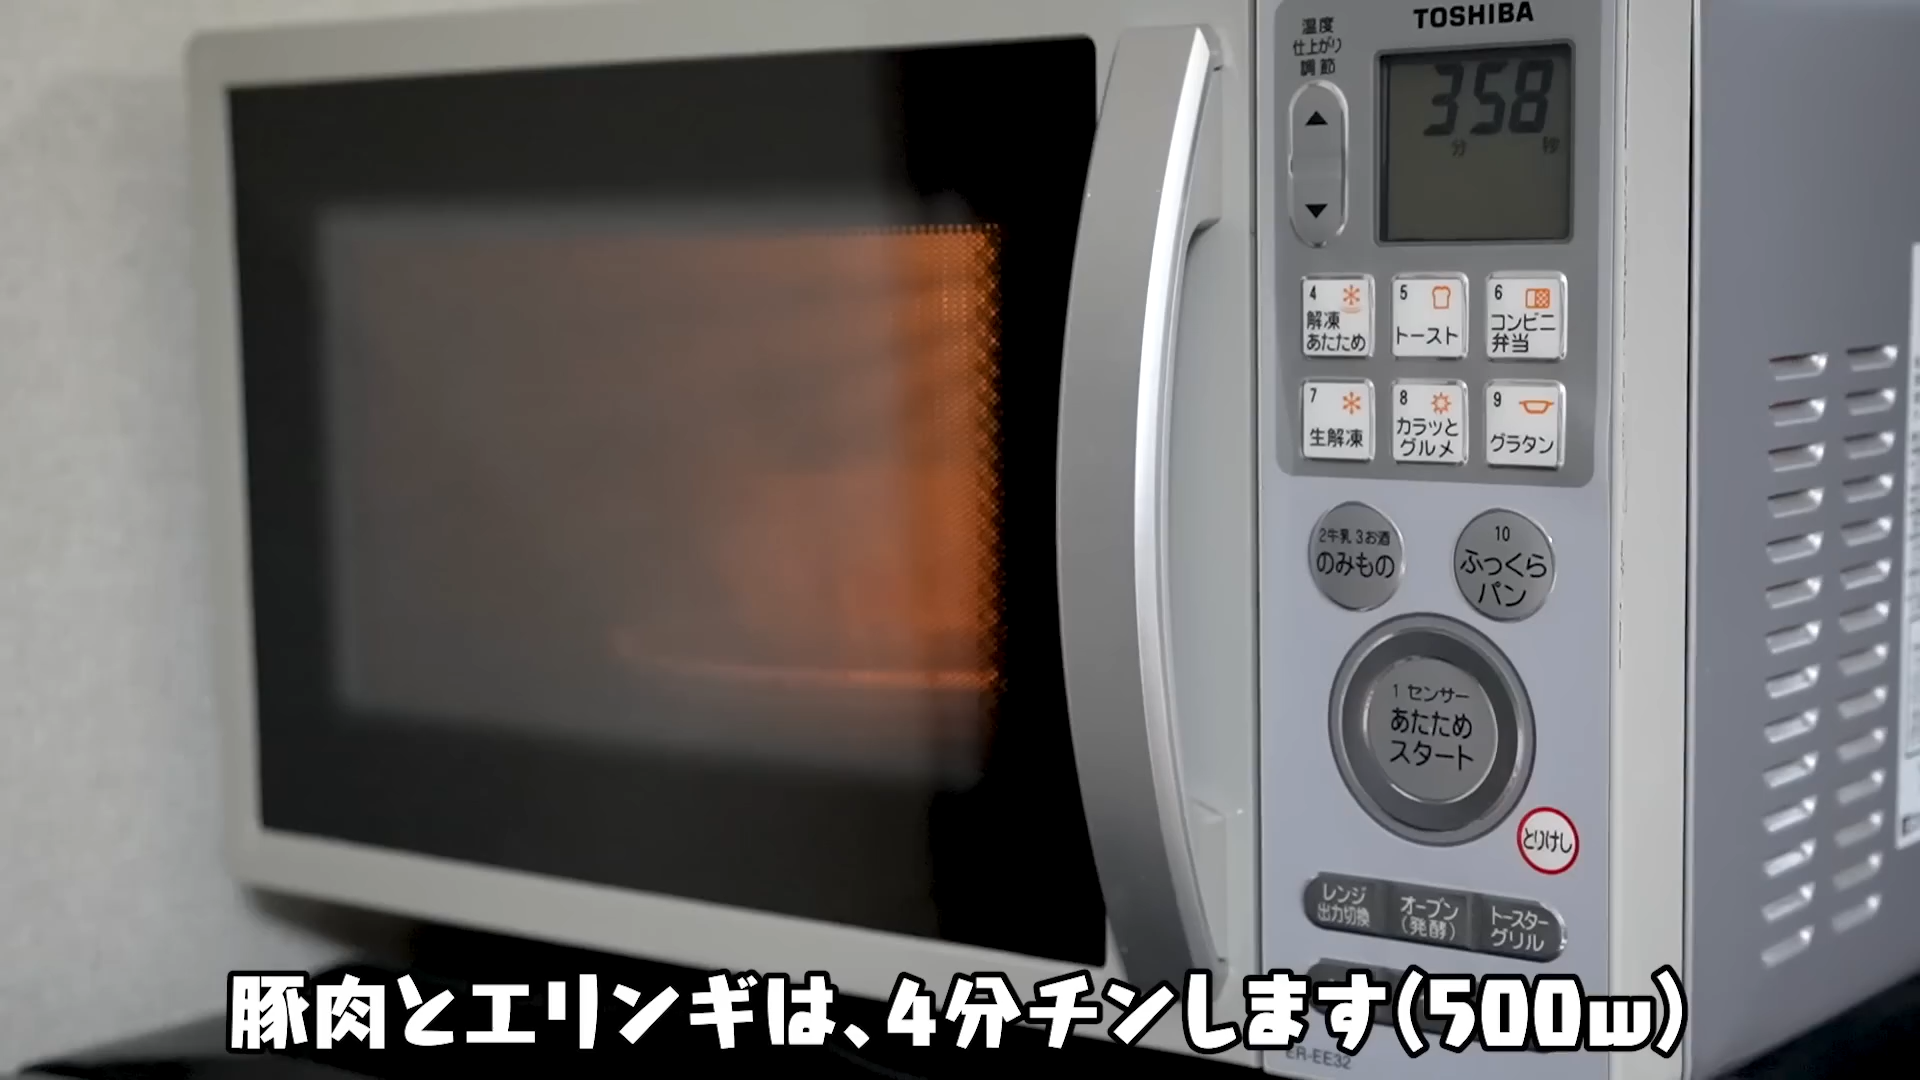 TOSHIBA
温度
仕上がり
調節
358
分 秒
4
解凍
あたため
5
トースト
6
コンビニ
弁当
7
生解凍
8
カラッと
グルメ
9
グラタン
2牛乳 3お酒
のみもの
10
ふっくら
パン
1 センサー
あたため
スタート
とりけし
レンジ
出力切換
オーブン
(発酵)
トースター
グリル
豚肉とエリンギは、4分チンします(500w)
ER-EE32